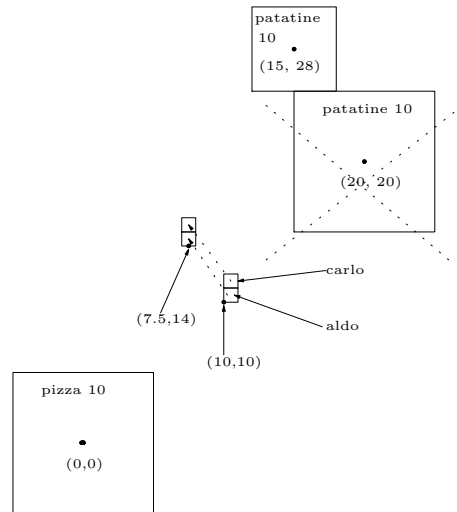 patatine
10
(15, 28)
patatine 10
(20, 20)
carlo
(7.5,14)
aldo
(10,10)
pizza 10
(0,0)